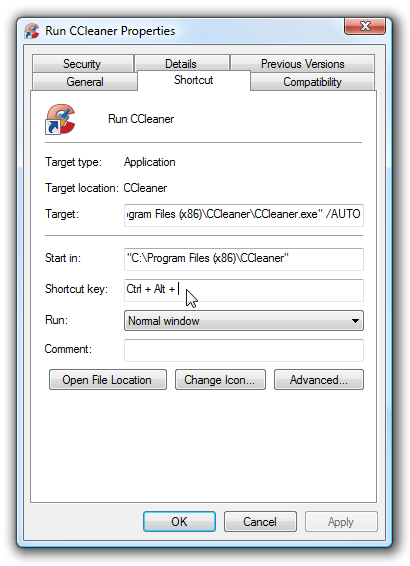 Run CCleaner Properties
Security Details Previous Versions
General Shortcut Compatibility
Run CCleaner
Target type: Application
Target location: CCleaner
Target: ogram Files (x86)\CCleaner\CCleaner.exe" /AUTO
Start in: "C:\Program Files (x86)\CCleaner"
Shortcut key: Ctrl + Alt +
Run: Normal window
Comment:
Open File Location Change Icon... Advanced...
OK Cancel Apply